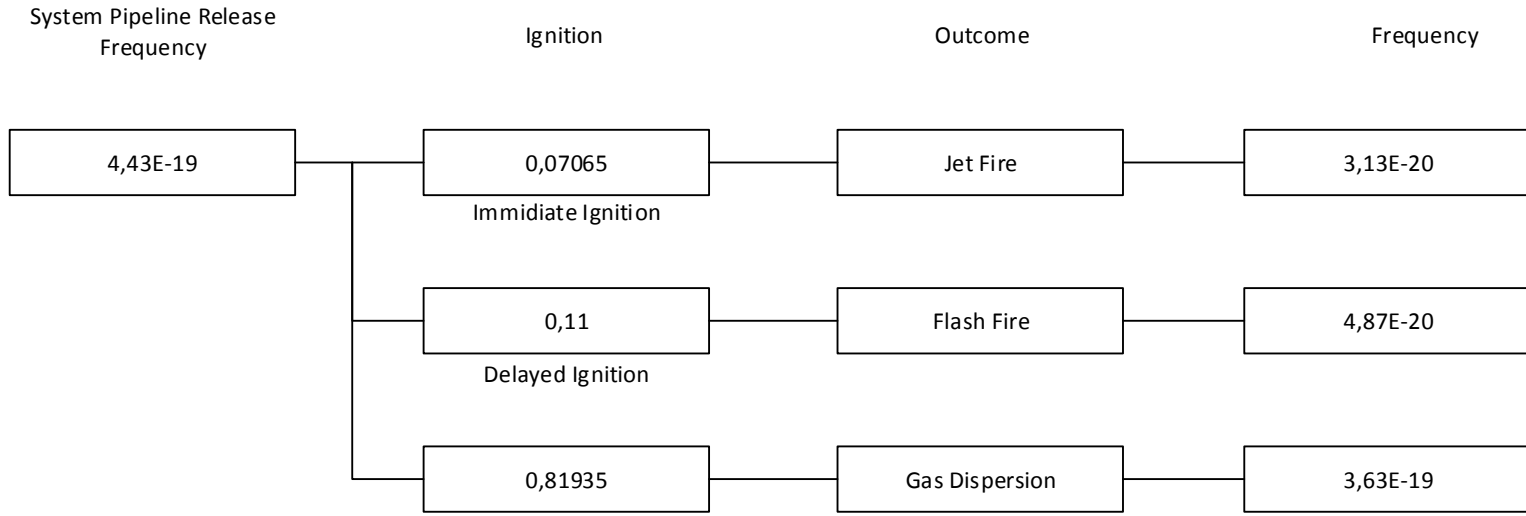 System Pipeline Release
Frequency
Ignition
Outcome
Frequency
4,43E-19
0,07065
Jet Fire
3,13E-20
Immidiate Ignition
0,11
Flash Fire
4,87E-20
Delayed Ignition
0,81935
Gas Dispersion
3,63E-19